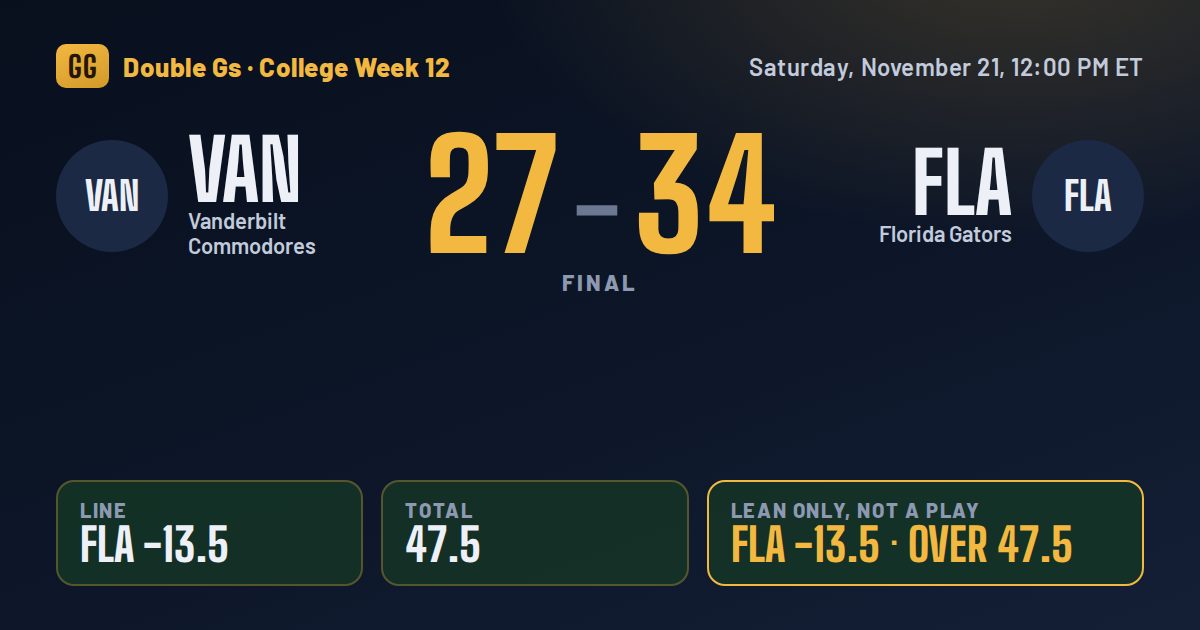 GG Double Gs · College Week 12
Saturday, November 21, 12:00 PM ET
VAN
VAN
Vanderbilt
Commodores
27–34
FINAL
FLA
Florida Gators
FLA
LINE
FLA −13.5
TOTAL
47.5
LEAN ONLY, NOT A PLAY
FLA −13.5 · OVER 47.5